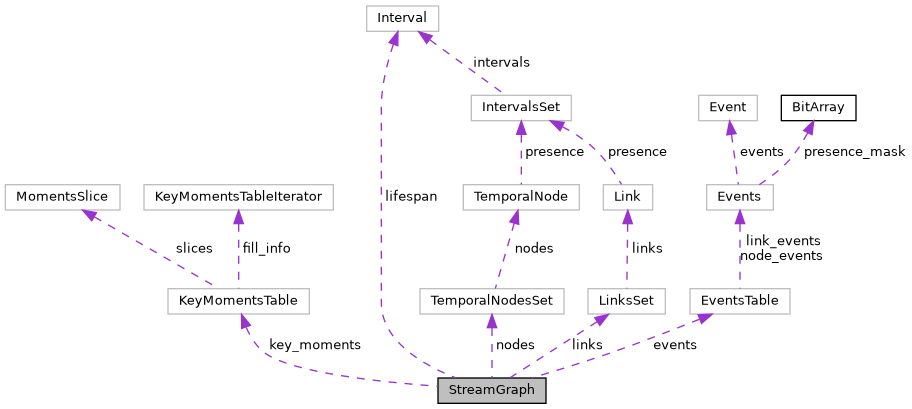 Interval
intervals
IntervalsSet
Event
BitArray
presence
presence
events
presence_mask
MomentsSlice
KeyMomentsTableIterator
lifespan
TemporalNode
Link
Events
slices
fill_info
nodes
links
link_events
node_events
KeyMomentsTable
TemporalNodesSet
LinksSet
EventsTable
key_moments
nodes
links
events
StreamGraph